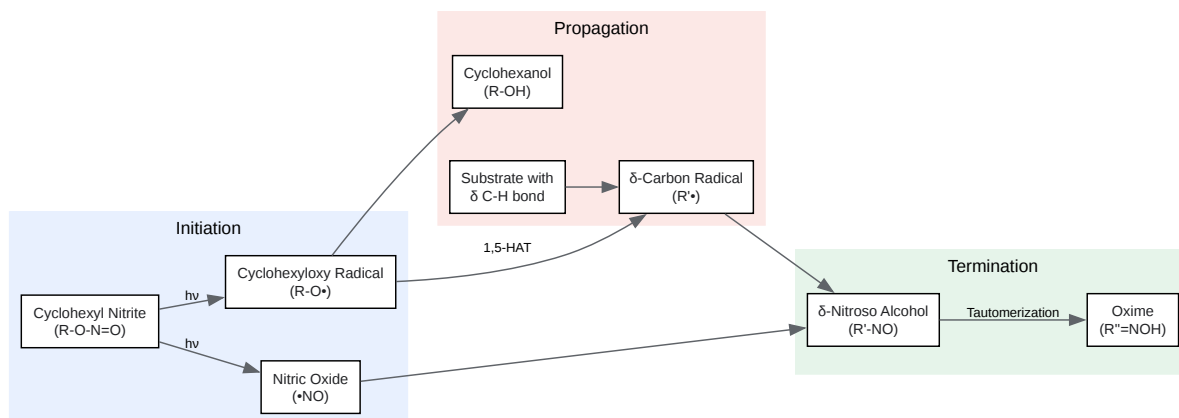 Propagation
Cyclohexanol
(R-OH)
Substrate with
δ C-H bond
δ-Carbon Radical
(R'•)
Initiation
1,5-HAT
Cyclohexyloxy Radical
(R-O•)
hν
Cyclohexyl Nitrite
(R-O-N=O)
hν
Nitric Oxide
(•NO)
Termination
δ-Nitroso Alcohol
(R'-NO)
Tautomerization
Oxime
(R''=NOH)